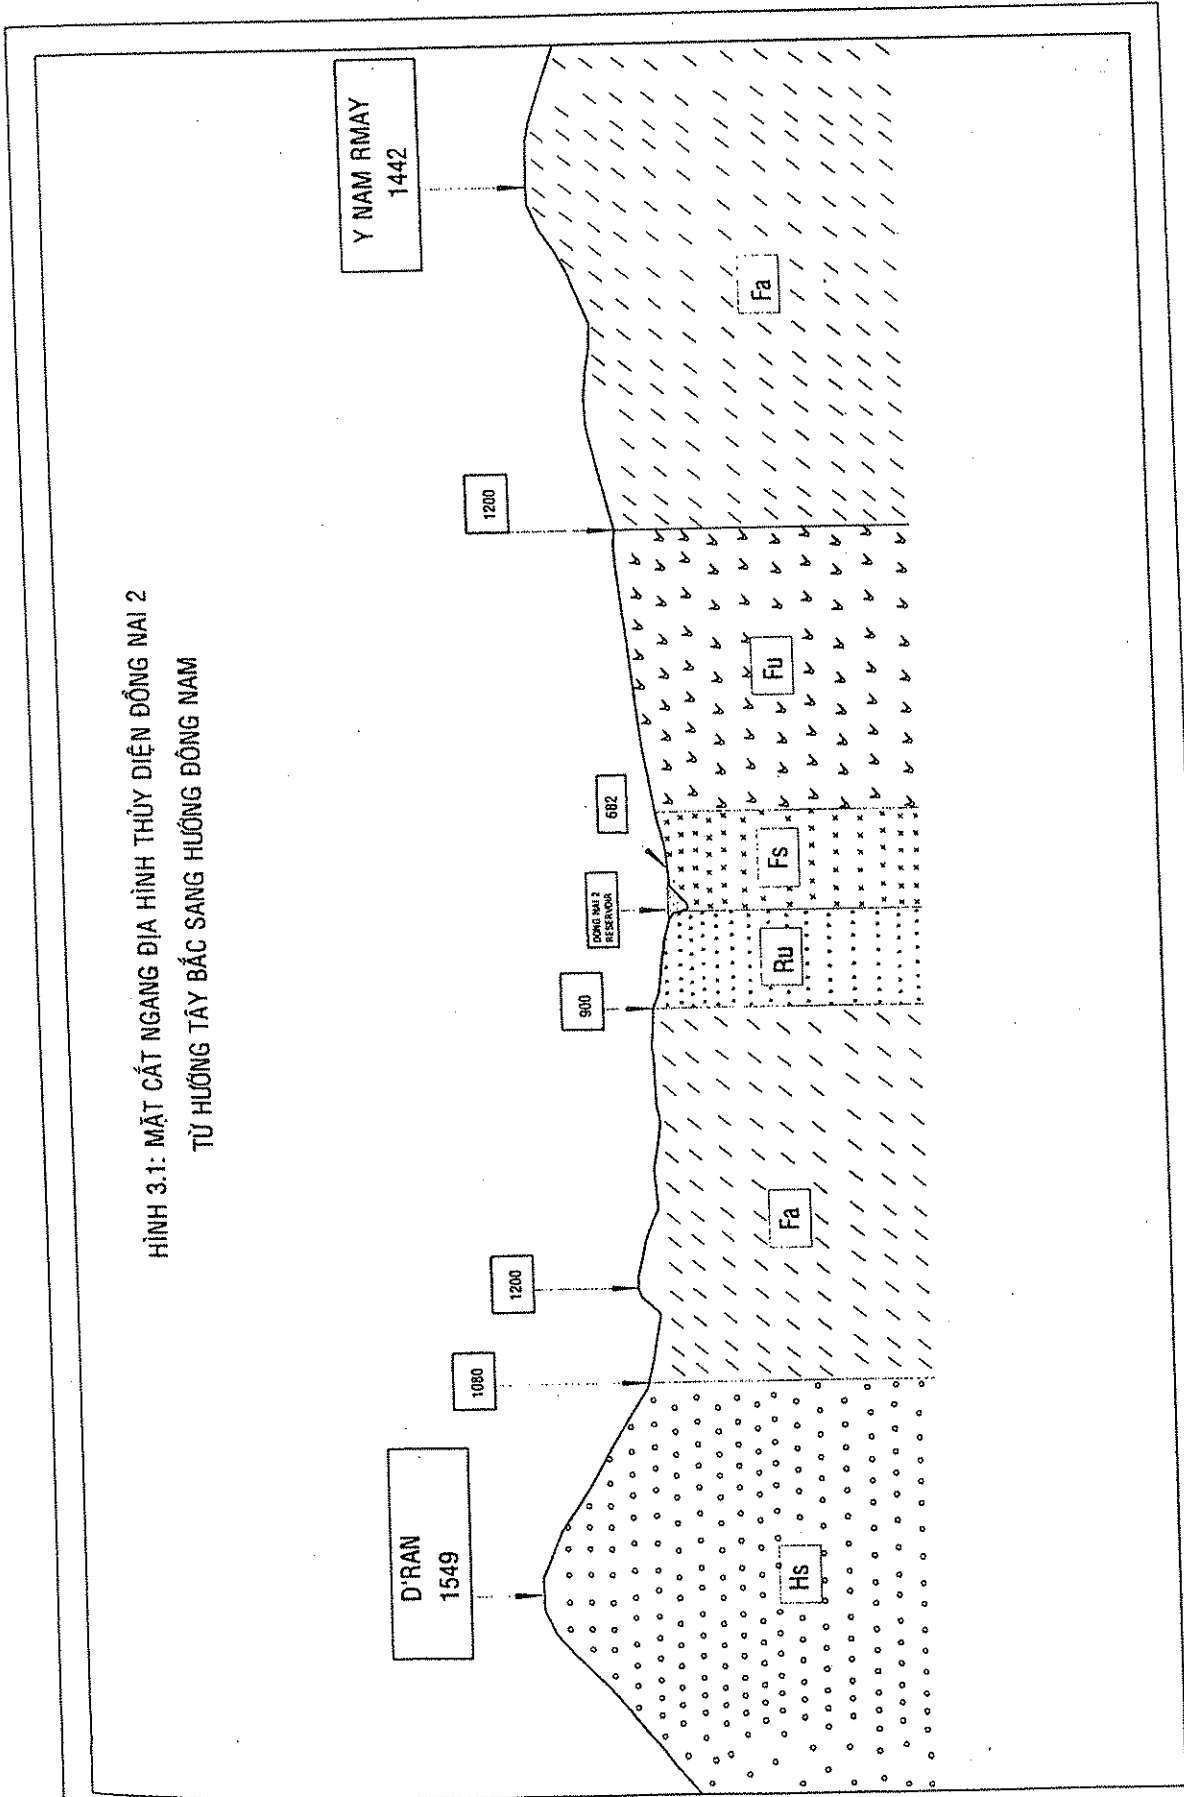 HÌNH 3.1: MẶT CẮT NGANG ĐỊA HÌNH THỦY DIỆN ĐỒNG NAI 2
TỪ HƯỚNG TÂY BẮC SANG HƯỚNG ĐÔNG NAM
D'RAN
1549
1080
1200
900
DONG NAI 2
RESERVOIR
682
1200
Y NAM RMAY
1442
Hs
Fa
Ru
Fs
Fu
Fa